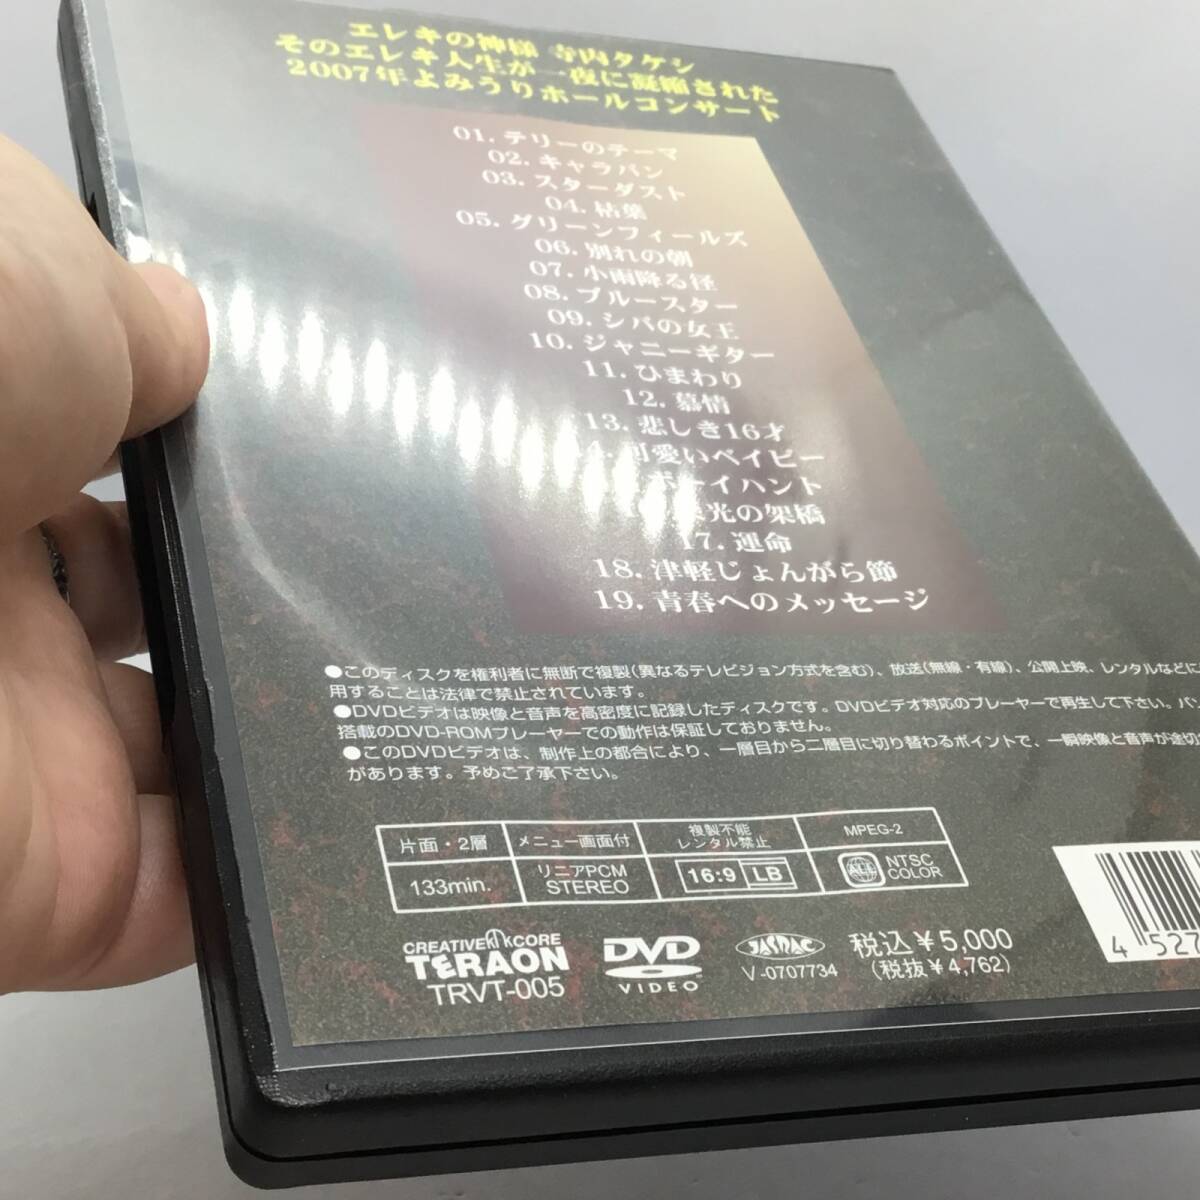 エレキの神様 寺内タケシ
そのエレキ人生が一夜に凝縮された
2007年よみうりホールコンサート
01. テリーのテーマ
02. キャラバン
03. スターダスト
04. 枯葉
05. グリーンフィールズ
06. 別れの朝
07. 小雨降る径
08. ブルースター
09. シバの女王
10. ジャニーギター
11. ひまわり
12. 慕情
13. 悲しき16才
可愛いベイビー
ボーイハント
光の架橋
17. 運命
18. 津軽じょんがら節
19. 青春へのメッセージ
●このディスクを権利者に無断で複製(異なるテレビジョン方式を含む)、放送(無線・有線)、公開上映、レンタルなどに
用することは法律で禁止されています。
●DVDビデオは映像と音声を高密度に記録したディスクです。DVDビデオ対応のプレーヤーで再生して下さい。パソ
搭載のDVD-ROMプレーヤーでの動作は保証しておりません。
●このDVDビデオは、制作上の都合により、一層目から二層目に切り替わるポイントで、一瞬映像と音声が途切
があります。予めご了承下さい。
片面・2層 メニュー画面付 複製不能 レンタル禁止 MPEG-2
133min. リニアPCM STEREO 16:9 LB ALL NTSC COLOR
CREATIVE CORE
TERAON
TRVT-005
DVD
VIDEO
JASRAC
V-0707734
税込¥5,000
(税抜¥4,762)
4 527